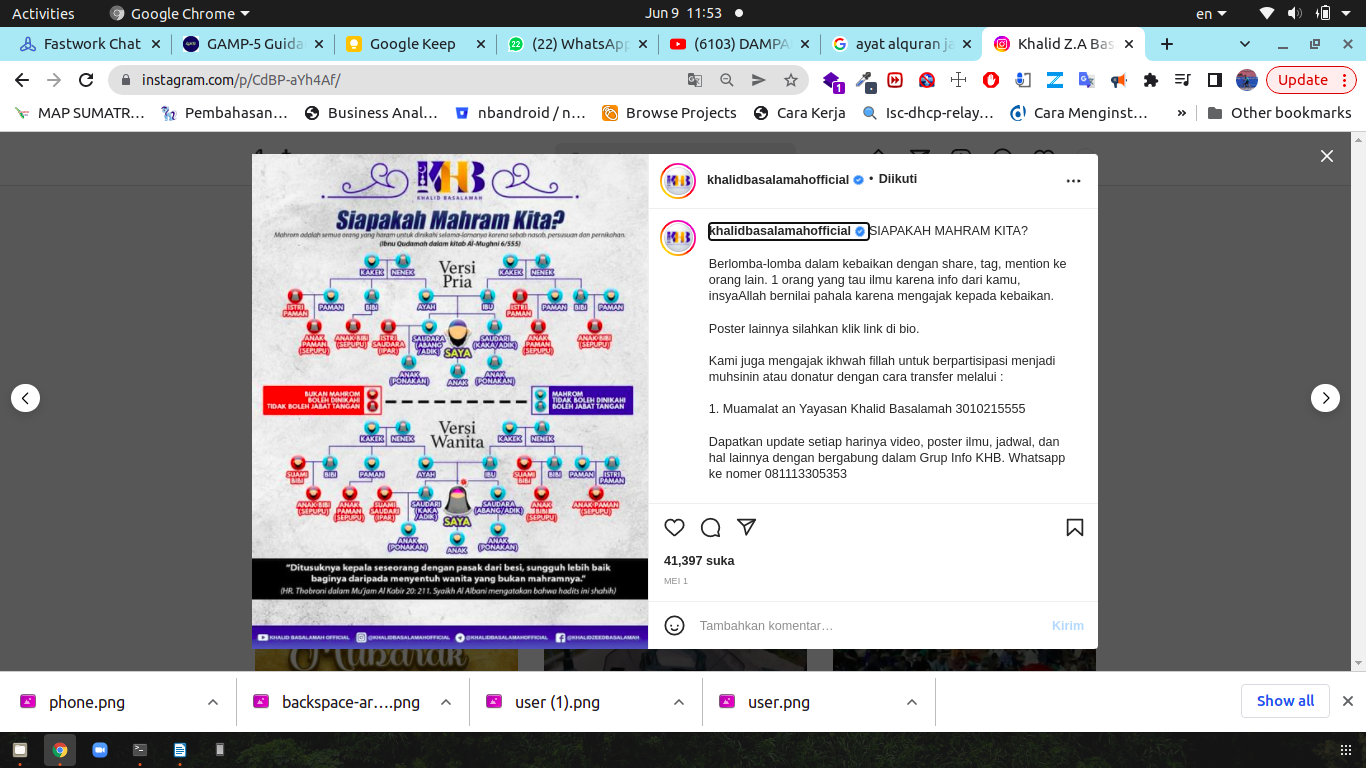 Activities
Google Chrome
Jun 9 11:53
en
Fastwork Chat
GAMP-5 Guida
Google Keep
(22) WhatsApp
(6103) DAMPA
ayat alquran ja
Khalid Z.A Bas
instagram.com/p/CdBP-aYh4Af/
1
Update
MAP SUMATR…
Pembahasan…
Business Anal…
nbandroid / n…
Browse Projects
Cara Kerja
Isc-dhcp-relay…
Cara Menginst…
»
Other bookmarks
KHB
KHALID BASALAMAH
Siapakah Mahram Kita?
Mahrom adalah semua orang yang haram untuk dinikahi selama-lamanya karena sebab nasab, persusuan dan pernikahan.
(Ibnu Qudamah dalam kitab Al-Mughni 6/555)
Versi
Pria
KAKEK NENEK KAKEK NENEK
ISTRI PAMAN
PAMAN
BIBI
AYAH
IBU
ISTRI PAMAN
PAMAN
BIBI
ANAK PAMAN (SEPUPU)
ANAK BIBI (SEPUPU)
ISTRI SAUDARA (IPAR)
SAUDARA (ABANG/ADIK)
SAYA
SAUDARI (KAKA/ADIK)
ANAK PAMAN (SEPUPU)
ANAK BIBI (SEPUPU)
ANAK (PONAKAN)
ANAK
ANAK (PONAKAN)
BUKAN MAHROM
BOLEH DINIKAHI
TIDAK BOLEH JABAT TANGAN
MAHROM
TIDAK BOLEH DINIKAHI
BOLEH JABAT TANGAN
Versi
Wanita
KAKEK NENEK KAKEK NENEK
SUAMI BIBI
BIBI
PAMAN
AYAH
IBU
SUAMI BIBI
BIBI
PAMAN
ISTRI PAMAN
ANAK BIBI (SEPUPU)
ANAK PAMAN (SEPUPU)
SUAMI SAUDARI (IPAR)
SAUDARI (KAKA/ADIK)
SAYA
SAUDARA (ABANG/ADIK)
ANAK BIBI (SEPUPU)
ANAK PAMAN (SEPUPU)
ANAK (PONAKAN)
ANAK
ANAK (PONAKAN)
“Ditusuknya kepala seseorang dengan pasak dari besi, sungguh lebih baik
baginya daripada menyentuh wanita yang bukan mahramnya.”
(HR. Thobroni dalam Mu'jam Al Kabir 20: 211. Syaikh Al Albani mengatakan bahwa hadits ini shahih)
KHALID BASALAMAH OFFICIAL @KHALIDBASALAMAHOFFICIAL @KHALIDBASALAMAHOFFICIAL @KHALIDZEEDBASALAMAH
khalidbasalamahofficial • Diikuti
khalidbasalamahofficial SIAPAKAH MAHRAM KITA?
Berlomba-lomba dalam kebaikan dengan share, tag, mention ke
orang lain. 1 orang yang tau ilmu karena info dari kamu,
insyaAllah bernilai pahala karena mengajak kepada kebaikan.
Poster lainnya silahkan klik link di bio.
Kami juga mengajak ikhwah fillah untuk berpartisipasi menjadi
muhsinin atau donatur dengan cara transfer melalui :
1. Muamalat an Yayasan Khalid Basalamah 3010215555
Dapatkan update setiap harinya video, poster ilmu, jadwal, dan
hal lainnya dengan bergabung dalam Grup Info KHB. Whatsapp
ke nomer 081113305353
41,397 suka
MEI 1
Tambahkan komentar…
Kirim
Mubarak
phone.png
backspace-ar….png
user (1).png
user.png
Show all